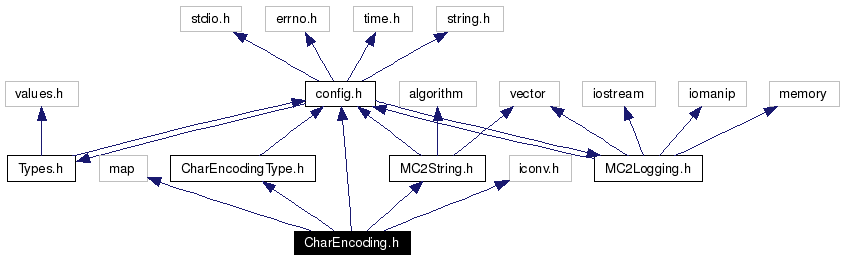 stdio.h
errno.h
time.h
string.h
values.h
config.h
algorithm
vector
iostream
iomanip
memory
Types.h
map
CharEncodingType.h
MC2String.h
iconv.h
MC2Logging.h
CharEncoding.h